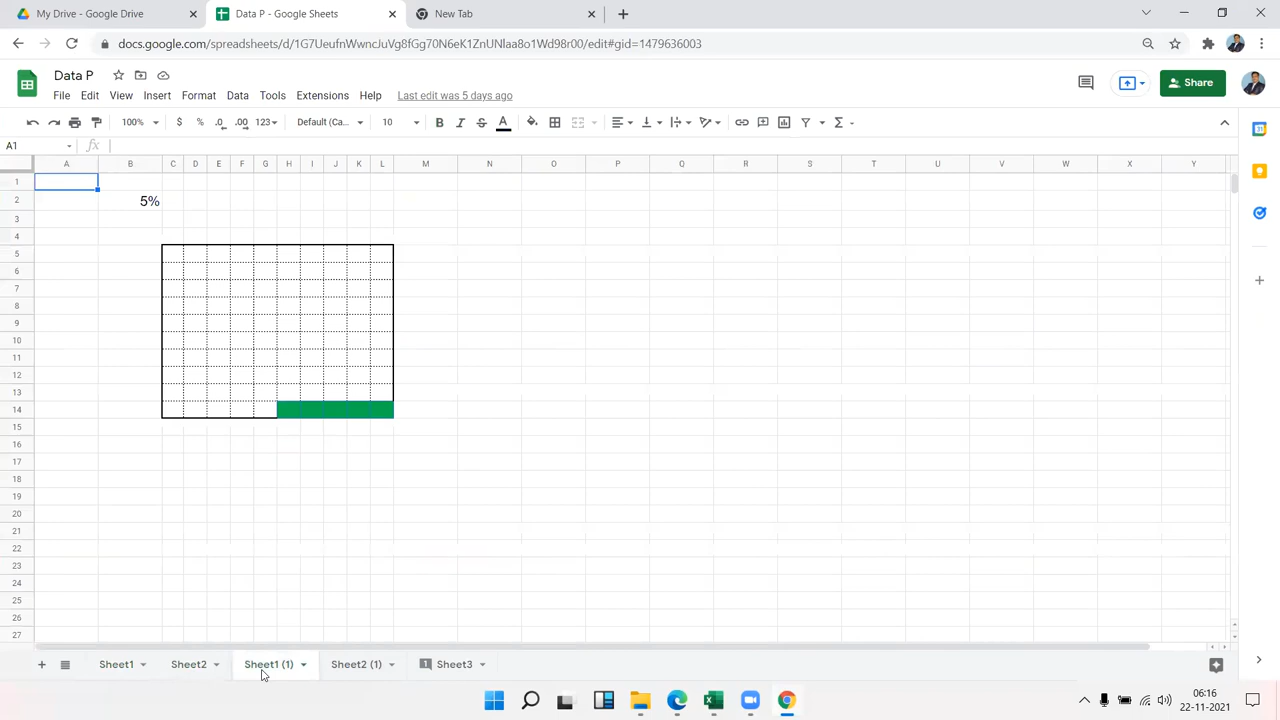 My Drive - Google Drive
Data P - Google Sheets
New Tab
docs.google.com/spreadsheets/d/1G7UeufnWwncJuVg8fGg70N6eK1ZnUNlaa8o1Wd98r00/edit#gid=1479636003
Data P
File Edit View Insert Format Data Tools Extensions Help Last edit was 5 days ago
Share
100% $ % .0 .00 123 Default (Ca... 10 B I S A Σ
A1 fx
A B C D E F G H I J K L M N O P Q R S T U V W X Y
1
2 5%
3
4
5
6
7
8
9
10
11
12
13
14
15
16
17
18
19
20
21
22
23
24
25
26
27
Sheet1 Sheet2 Sheet1 (1) Sheet2 (1) 1 Sheet3
06:16
22-11-2021